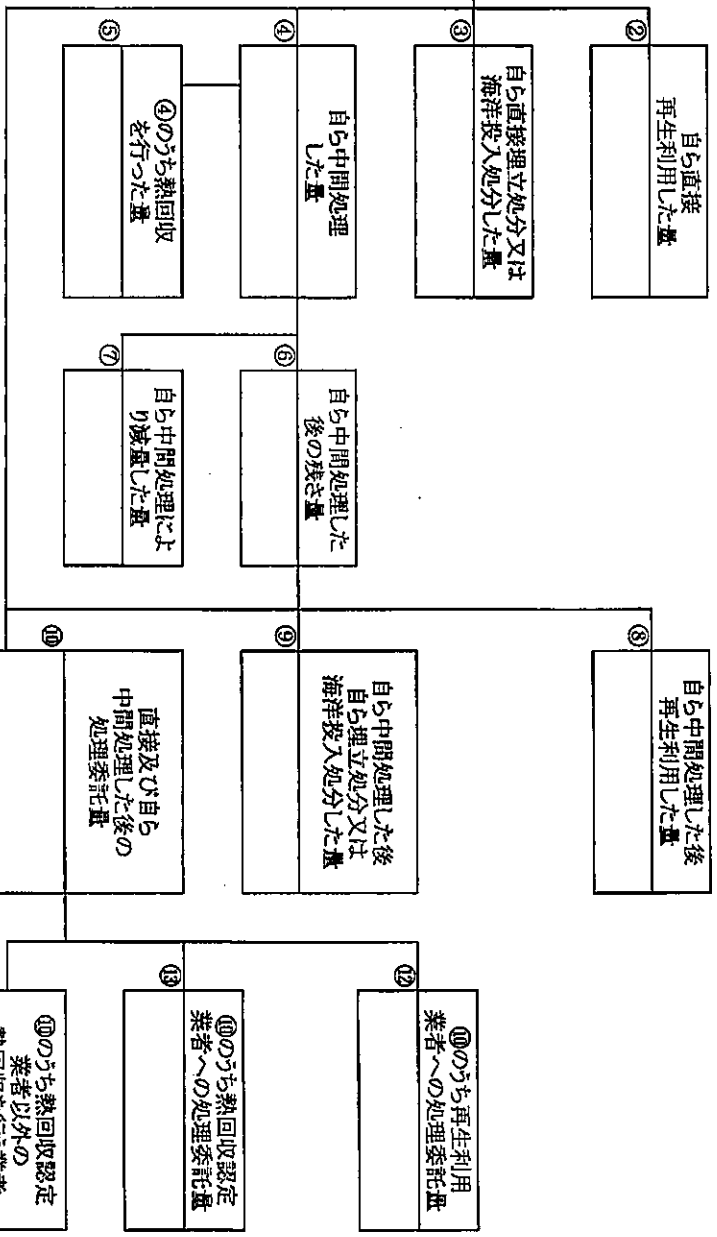 ②
自ら直接
再生利用した量
③
自ら直接埋立処分又は
海洋投入処分した量
④
自ら中間処理
した量
⑤
④のうち熱回収
を行った量
⑥
自ら中間処理した
後の残さ量
⑦
自ら中間処理によ
り減量した量
⑧
自ら中間処理した後
再生利用した量
⑨
自ら中間処理した後
自ら埋立処分又は
海洋投入処分した量
⑩
直接及び自ら
中間処理した後の
処理委託量
⑫
⑩のうち再生利用
業者への処理委託量
⑬
⑩のうち熱回収認定
業者への処理委託量
⑩のうち熱回収認定
業者以外の
熱回収を行う業者